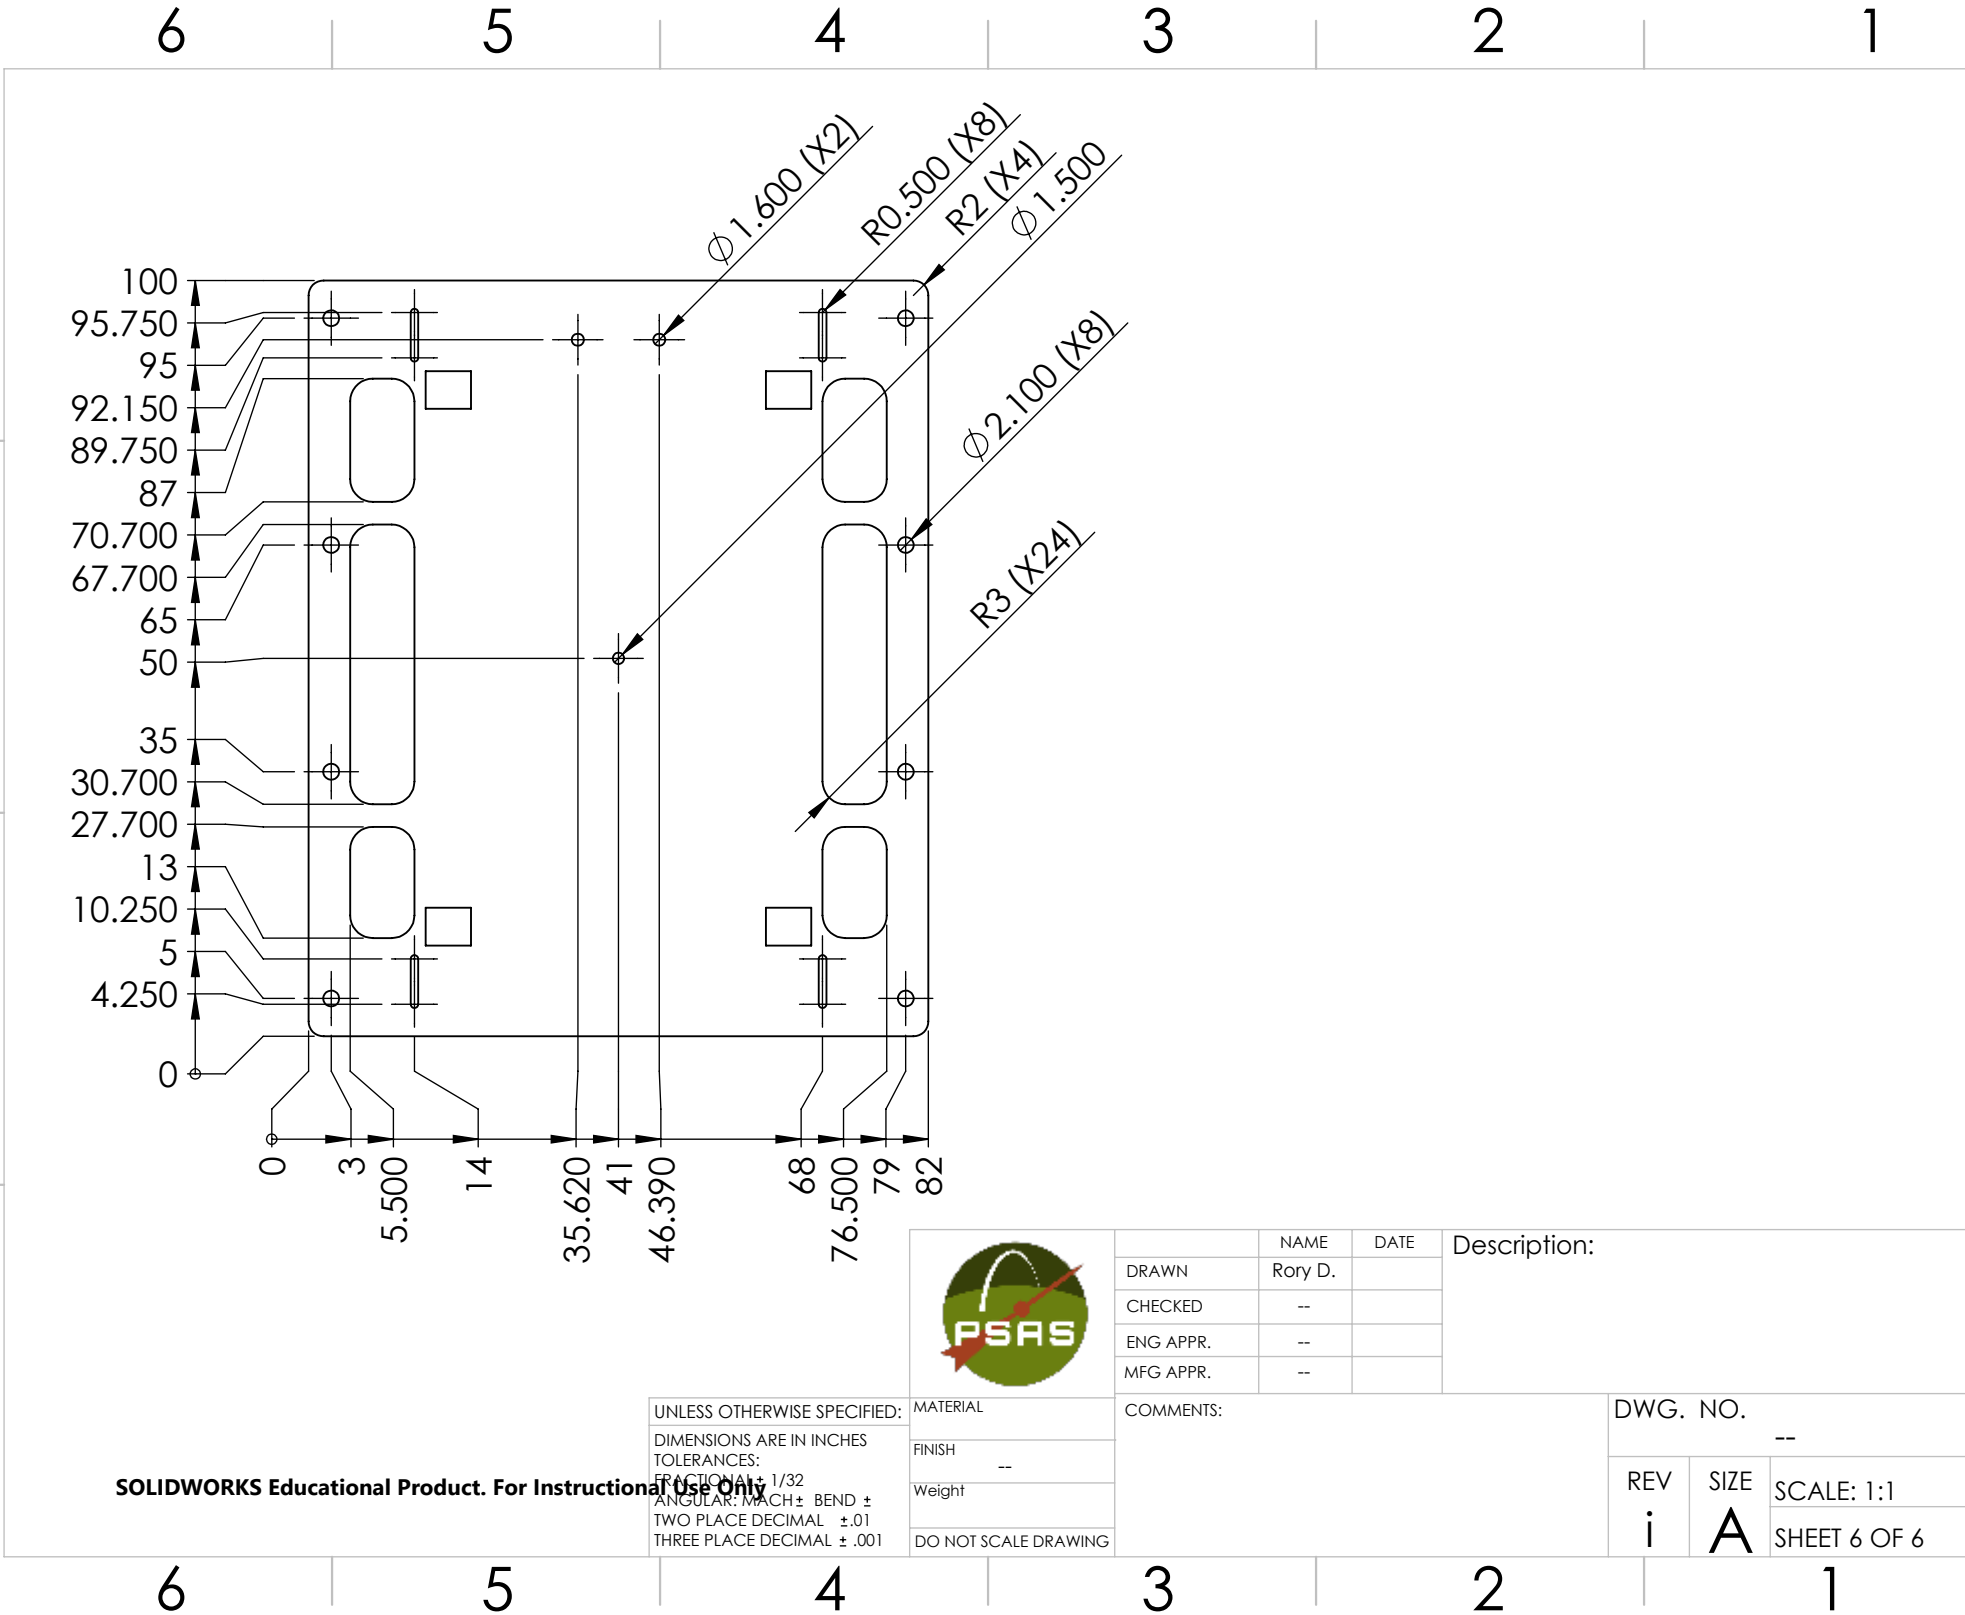 6 5 4 3 2 1
⌀1.600 (X2)
R0.500 (X8)
R2 (X4)
⌀1.500
⌀2.100 (X8)
R3 (X24)
100
95.750
95
92.150
89.750
87
70.700
67.700
65
50
35
30.700
27.700
13
10.250
5
4.250
0
0
3
5.500
14
35.620
41
46.390
68
76.500
79
82
PSAS
NAME DATE
DRAWN Rory D.
CHECKED --
ENG APPR. --
MFG APPR. --
Description:
UNLESS OTHERWISE SPECIFIED:
DIMENSIONS ARE IN INCHES
TOLERANCES:
FRACTIONAL ± 1/32
ANGULAR: MACH ± BEND ±
TWO PLACE DECIMAL ±.01
THREE PLACE DECIMAL ±.001
MATERIAL
FINISH
--
Weight
DO NOT SCALE DRAWING
COMMENTS:
DWG. NO.
--
REV
i
SIZE
A
SCALE: 1:1
SHEET 6 OF 6
SOLIDWORKS Educational Product. For Instructional Use Only
6 5 4 3 2 1